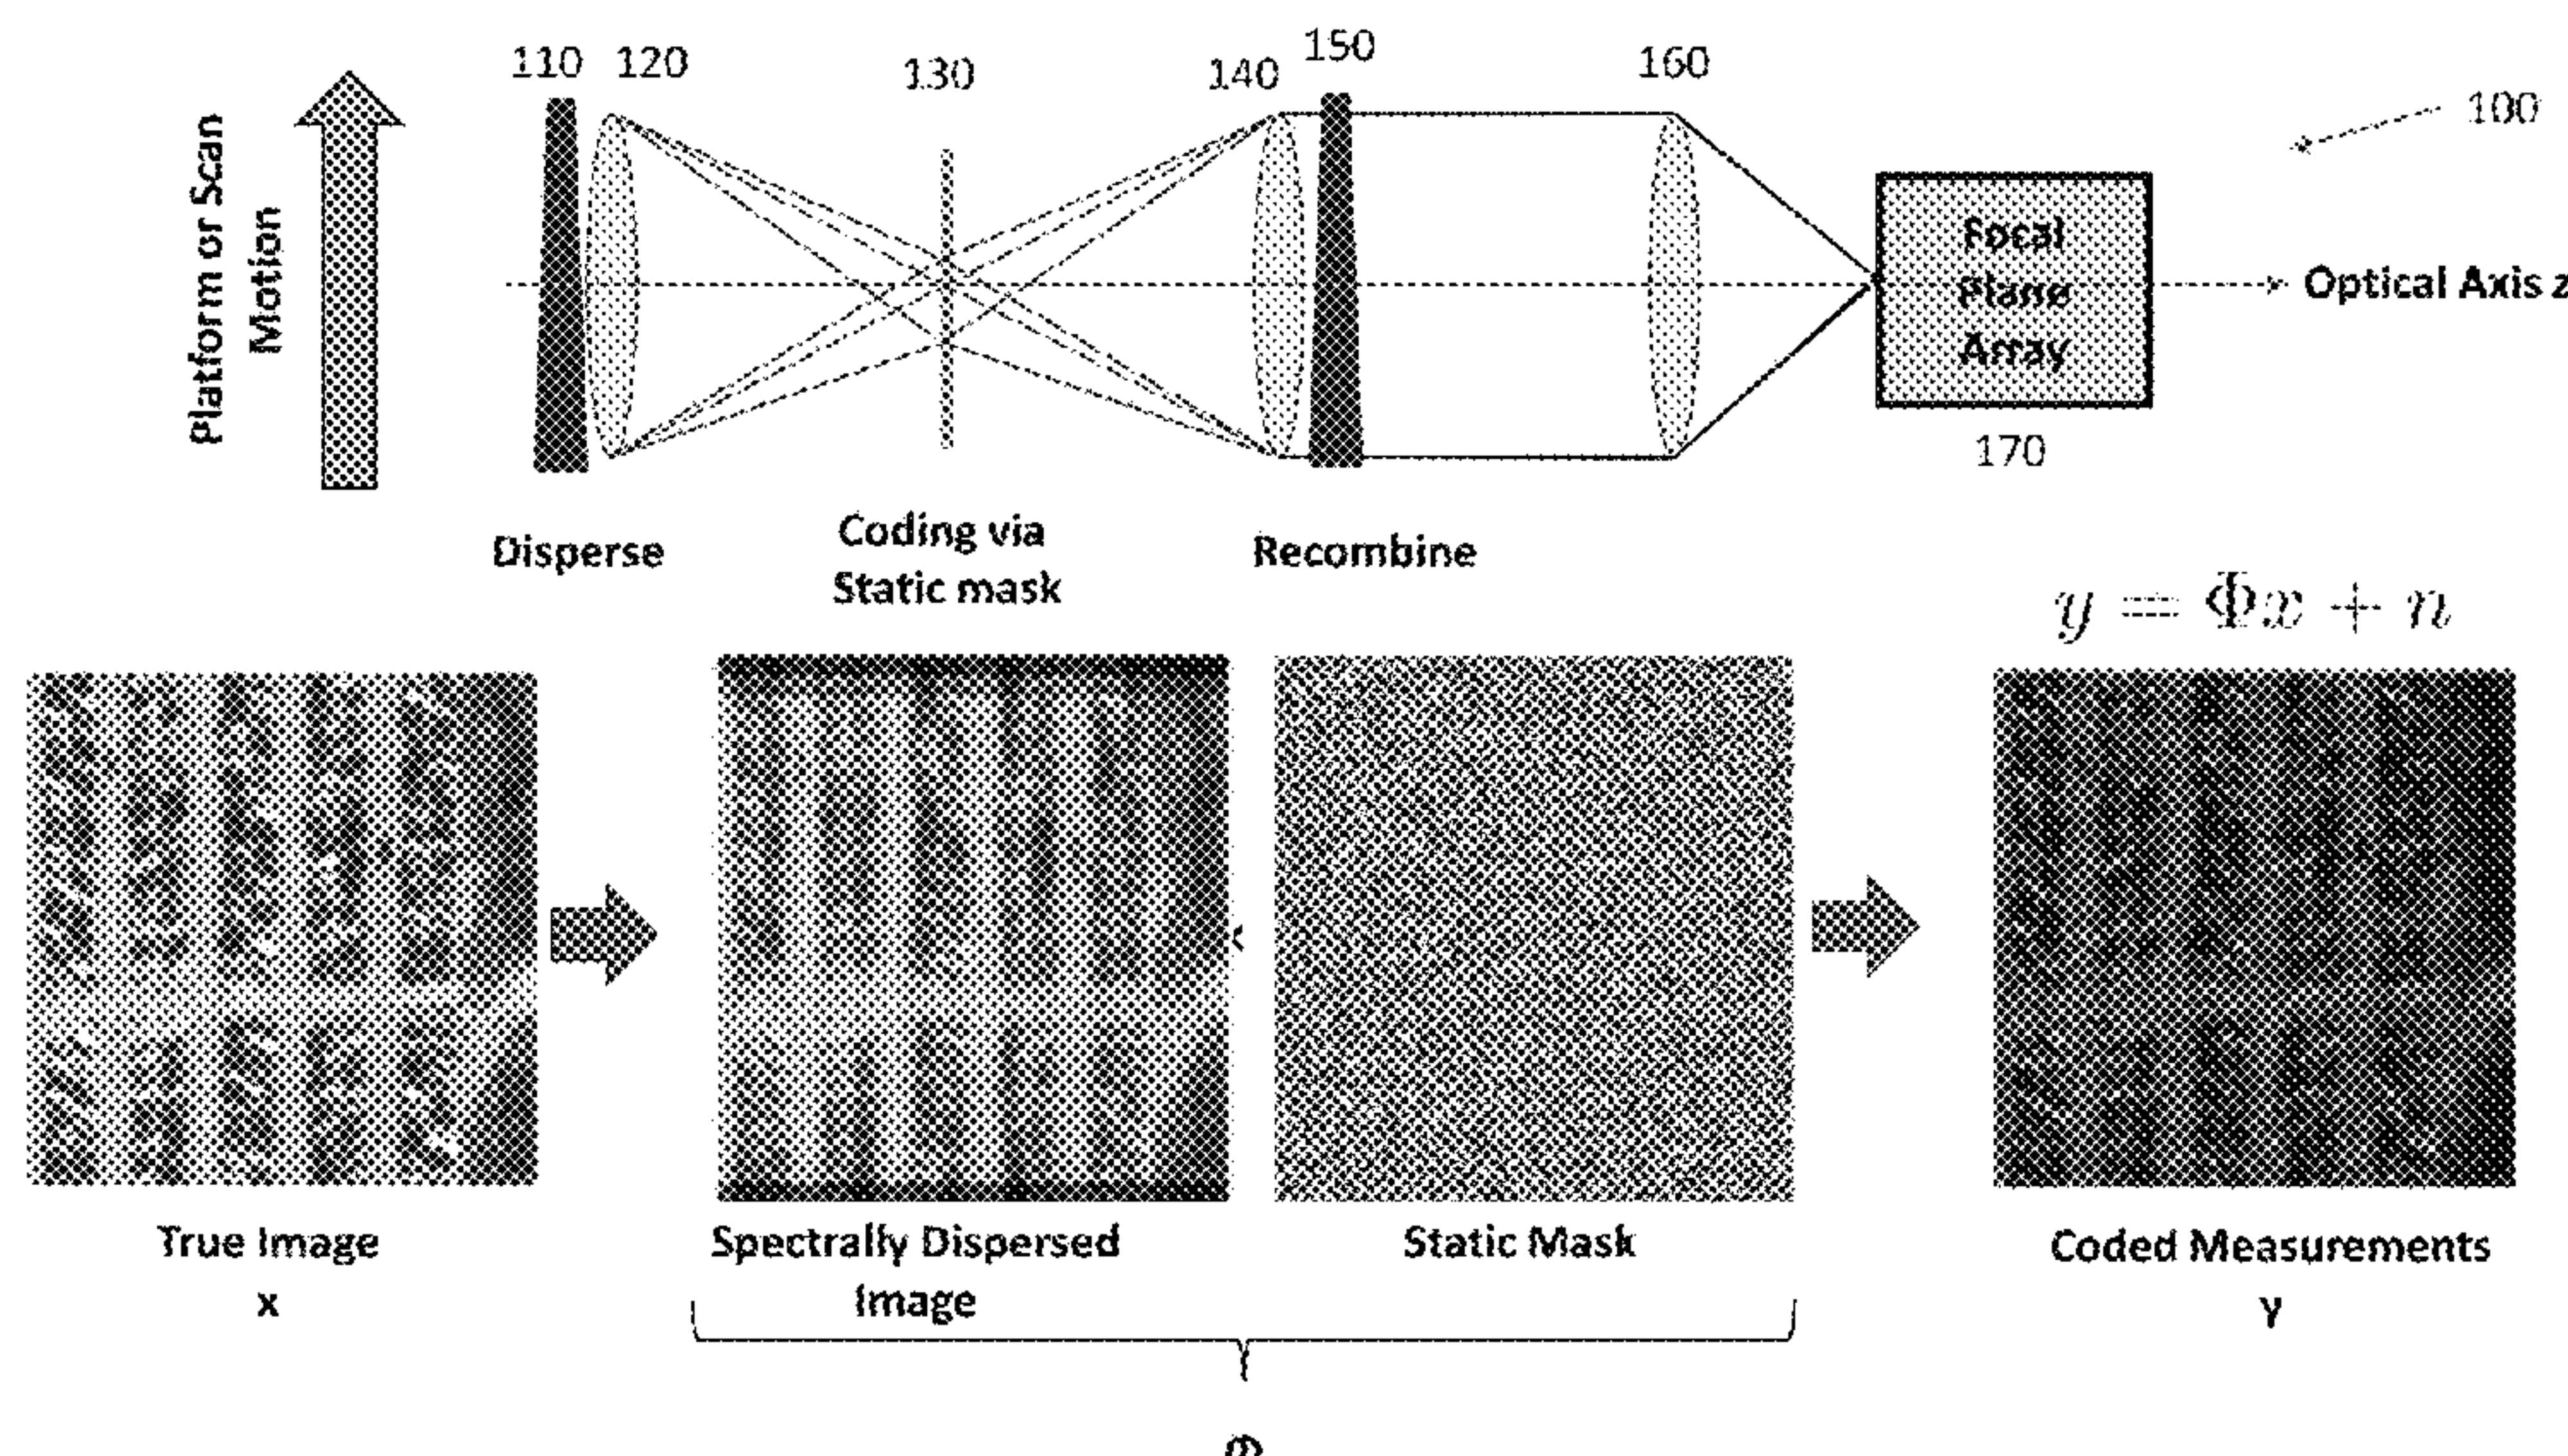 110
120
130
140
150
160
100
Platform or Scan
Motion
Focal
Plane
Array
Optical Axis z
170
Disperse
Coding via
Static mask
Recombine
y = Φx + n
True Image
x
Spectrally Dispersed
Image
Static Mask
Coded Measurements
y